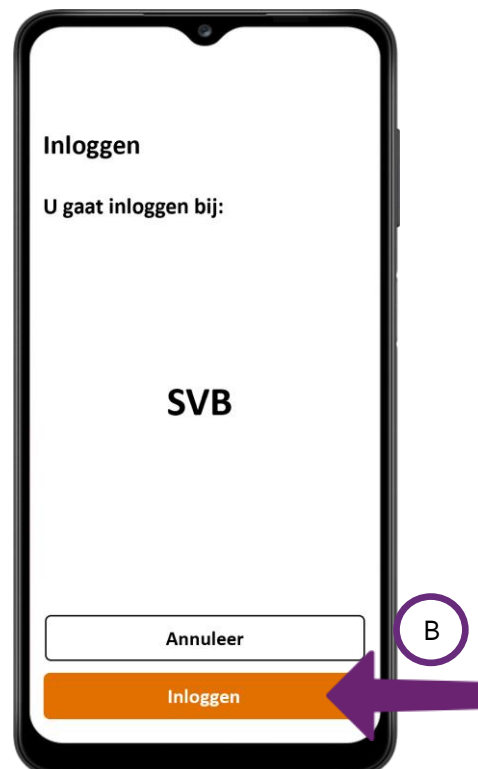 Inloggen
U gaat inloggen bij:
SVB
Annuleer
B
Inloggen